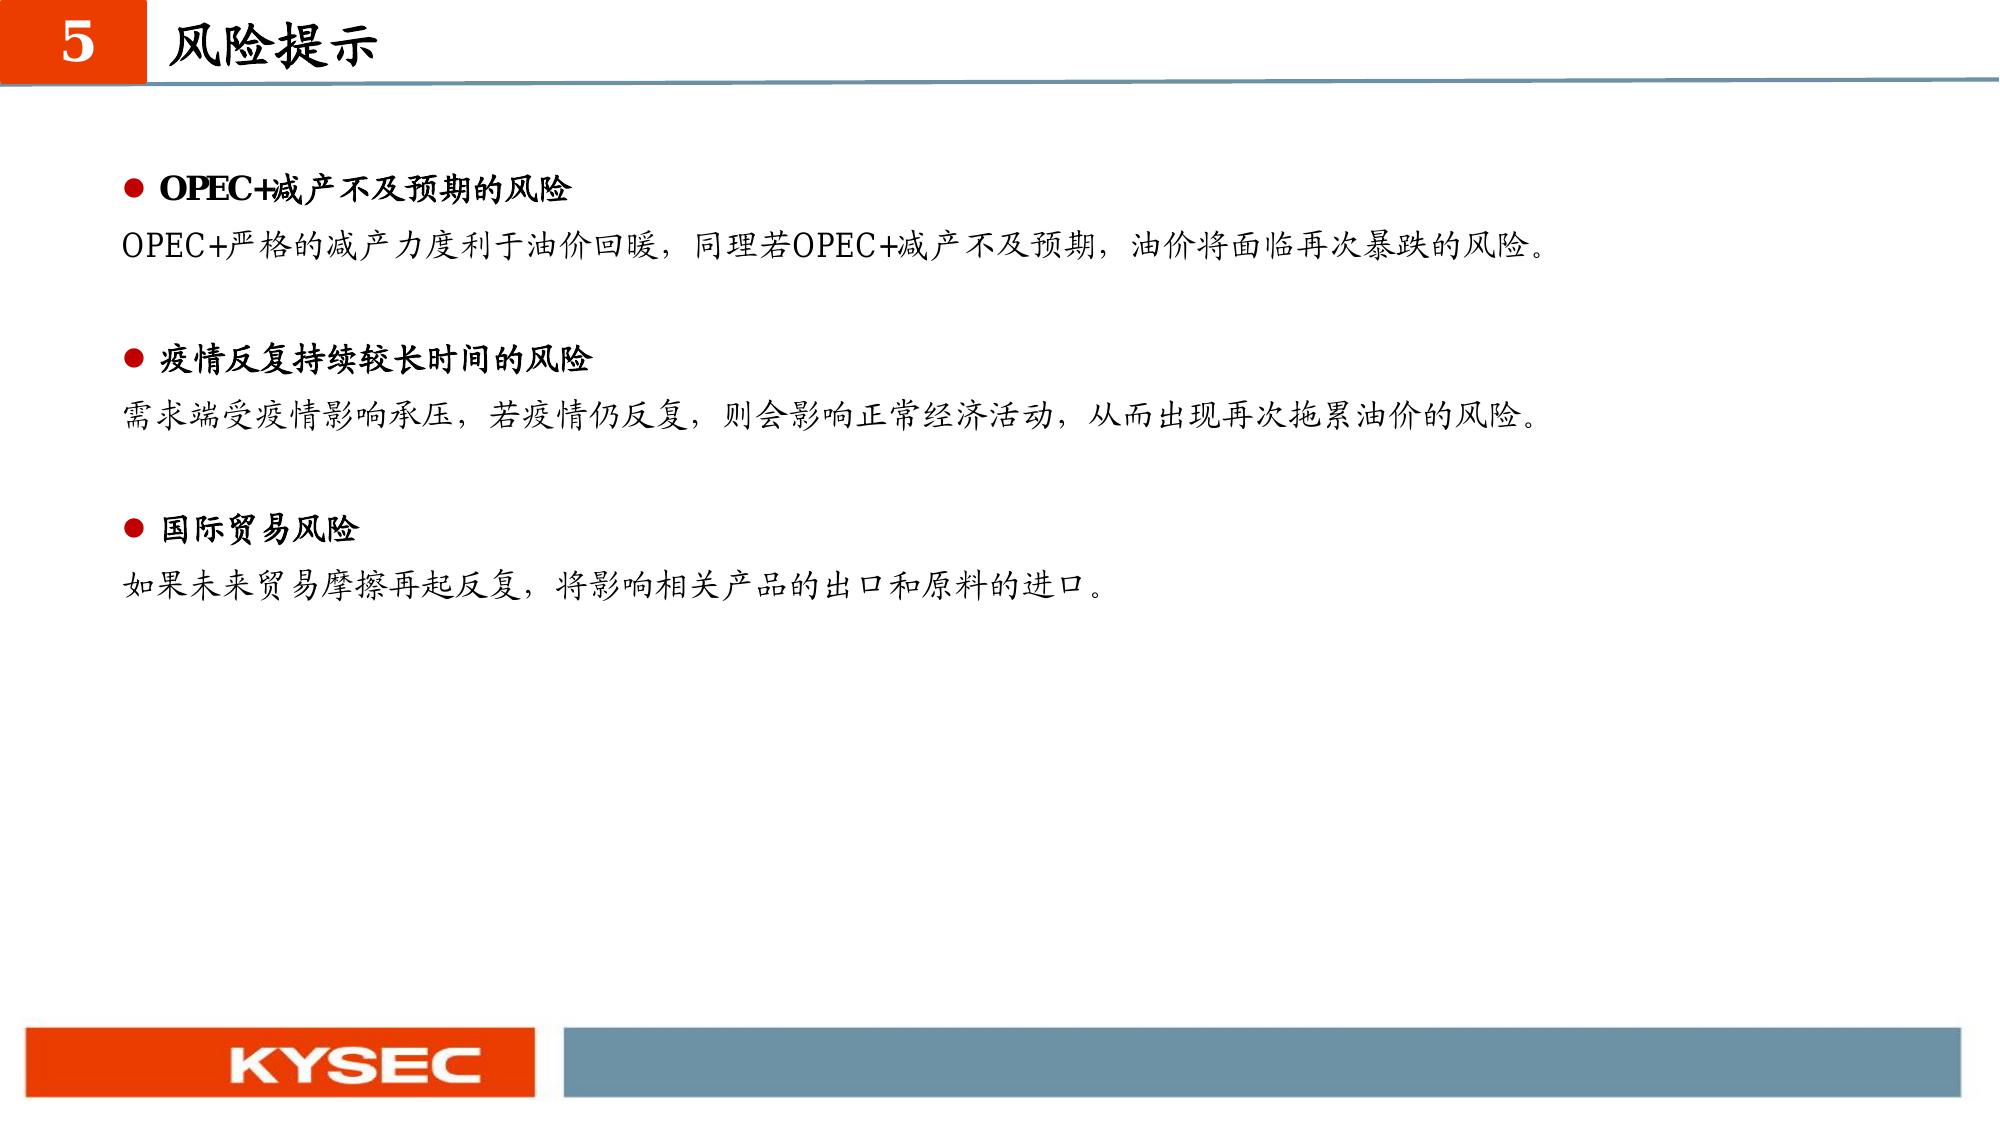 5 风险提示
● OPEC+减产不及预期的风险
OPEC+严格的减产力度利于油价回暖，同理若OPEC+减产不及预期，油价将面临再次暴跌的风险。
● 疫情反复持续较长时间的风险
需求端受疫情影响承压，若疫情仍反复，则会影响正常经济活动，从而出现再次拖累油价的风险。
● 国际贸易风险
如果未来贸易摩擦再起反复，将影响相关产品的出口和原料的进口。
KYSEC